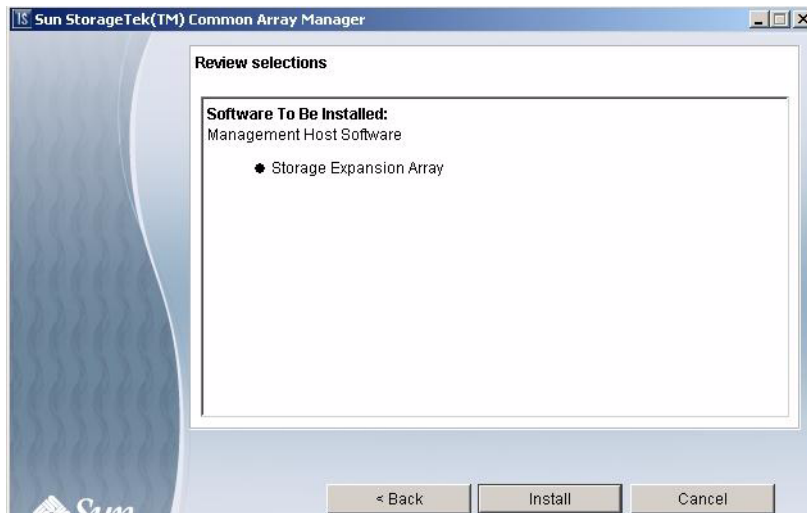 Sun StorageTek(TM) Common Array Manager
Review selections
Software To Be Installed:
Management Host Software
Storage Expansion Array
< Back
Install
Cancel
Sun